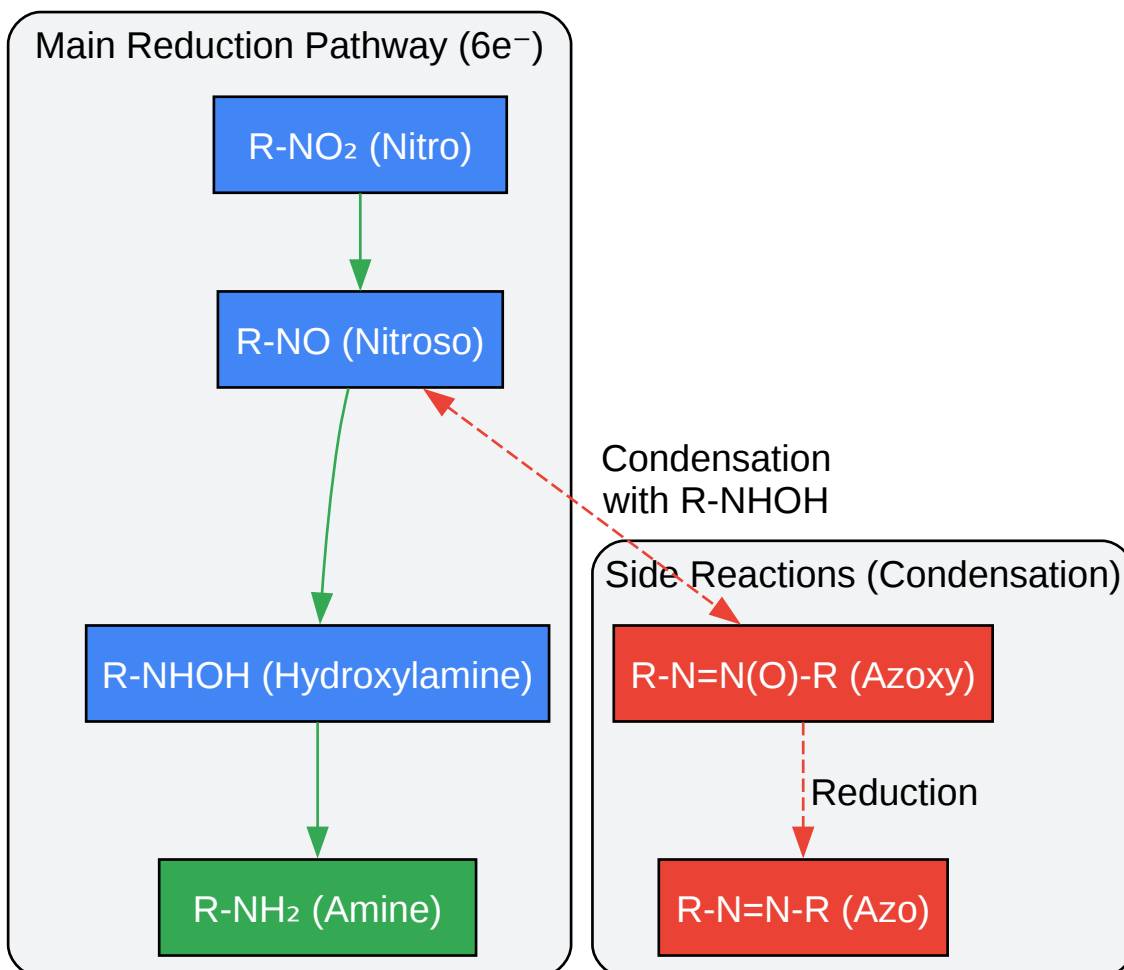 Main Reduction Pathway (6e⁻)
R-NO₂ (Nitro)
R-NO (Nitroso)
Condensation
with R-NHOH
Side Reactions (Condensation)
R-NHOH (Hydroxylamine)
R-N=N(O)-R (Azoxy)
Reduction
R-NH₂ (Amine)
R-N=N-R (Azo)